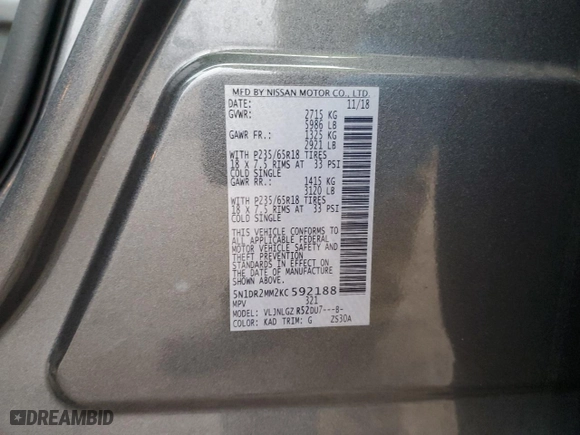 MFD BY NISSAN MOTOR CO., LTD.
DATE: 11/18
GVWR: 2715 KG
5986 LB
GAWR FR.: 1325 KG
2921 LB
WITH P235/65R18 TIRES
18 X 7.5 RIMS AT 33 PSI
COLD SINGLE
GAWR RR.: 1415 KG
3120 LB
WITH P235/65R18 TIRES
18 X 7.5 RIMS AT 33 PSI
COLD SINGLE
THIS VEHICLE CONFORMS TO
ALL APPLICABLE FEDERAL
MOTOR VEHICLE SAFETY AND
THEFT PREVENTION
STANDARDS IN EFFECT ON
THE DATE OF MANUFACTURE
SHOWN ABOVE
5N1DR2MM2KC592188
MPV 321
MODEL: VLJNLGZ R52DU7---B-
COLOR: KAD TRIM: G ZS30A
DREAMBID